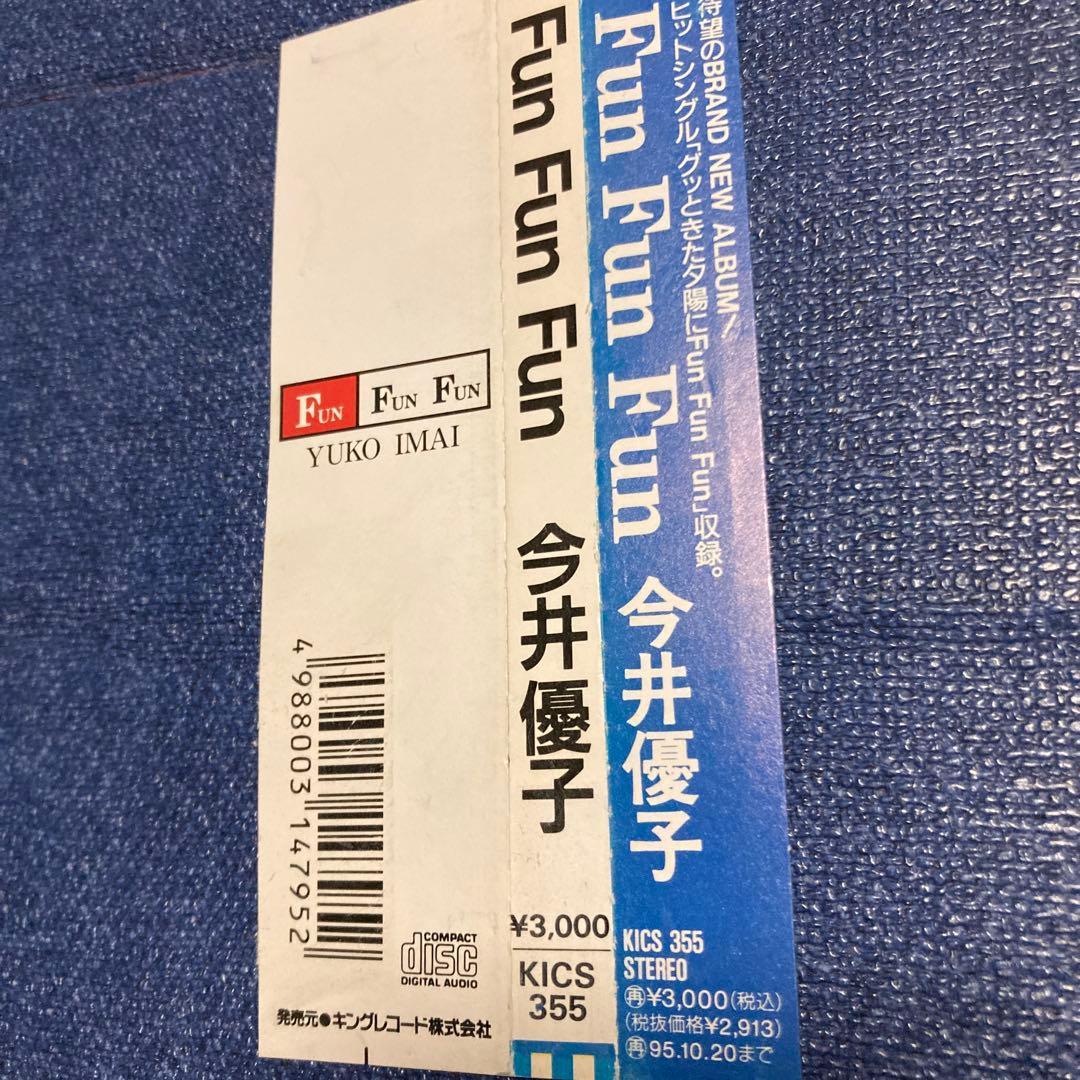 待望のBRAND NEW ALBUM!
ヒットシングル「グッときた夕陽にFun Fun Fun」収録。
Fun Fun Fun 今井優子
KICS 355
STEREO
再¥3,000(税込)
(税抜価格¥2,913)
再95.10.20まで
Fun Fun Fun 今井優子
¥3,000
KICS
355
FUN FUN FUN
YUKO IMAI
4 988003 147952
COMPACT
disc
DIGITAL AUDIO
発売元●キングレコード株式会社